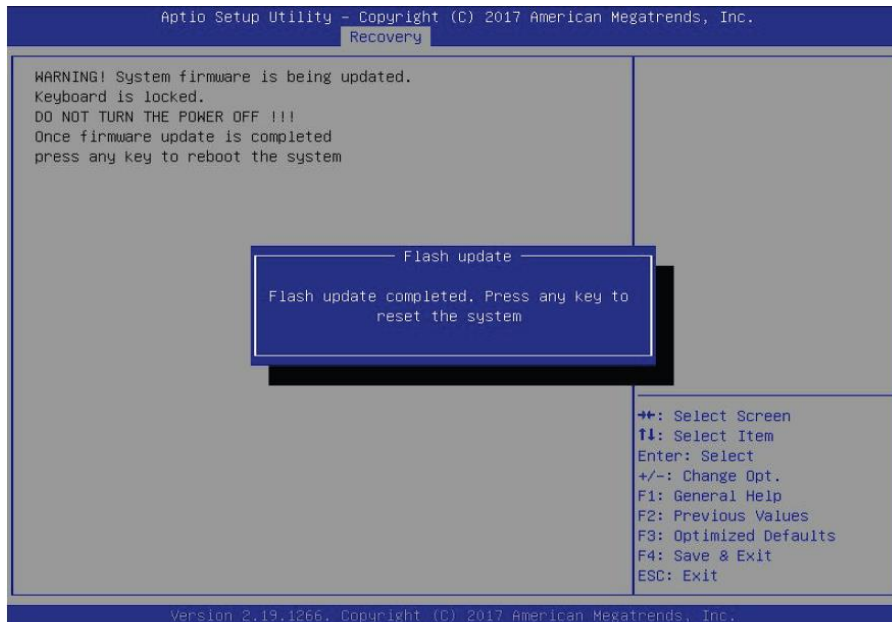 Aptio Setup Utility – Copyright (C) 2017 American Megatrends, Inc.
Recovery
WARNING! System firmware is being updated.
Keyboard is locked.
DO NOT TURN THE POWER OFF !!!
Once firmware update is completed
press any key to reboot the system
Flash update
Flash update completed. Press any key to
reset the system
→←: Select Screen
↑↓: Select Item
Enter: Select
+/-: Change Opt.
F1: General Help
F2: Previous Values
F3: Optimized Defaults
F4: Save & Exit
ESC: Exit
Version 2.19.1266. Copyright (C) 2017 American Megatrends, Inc.